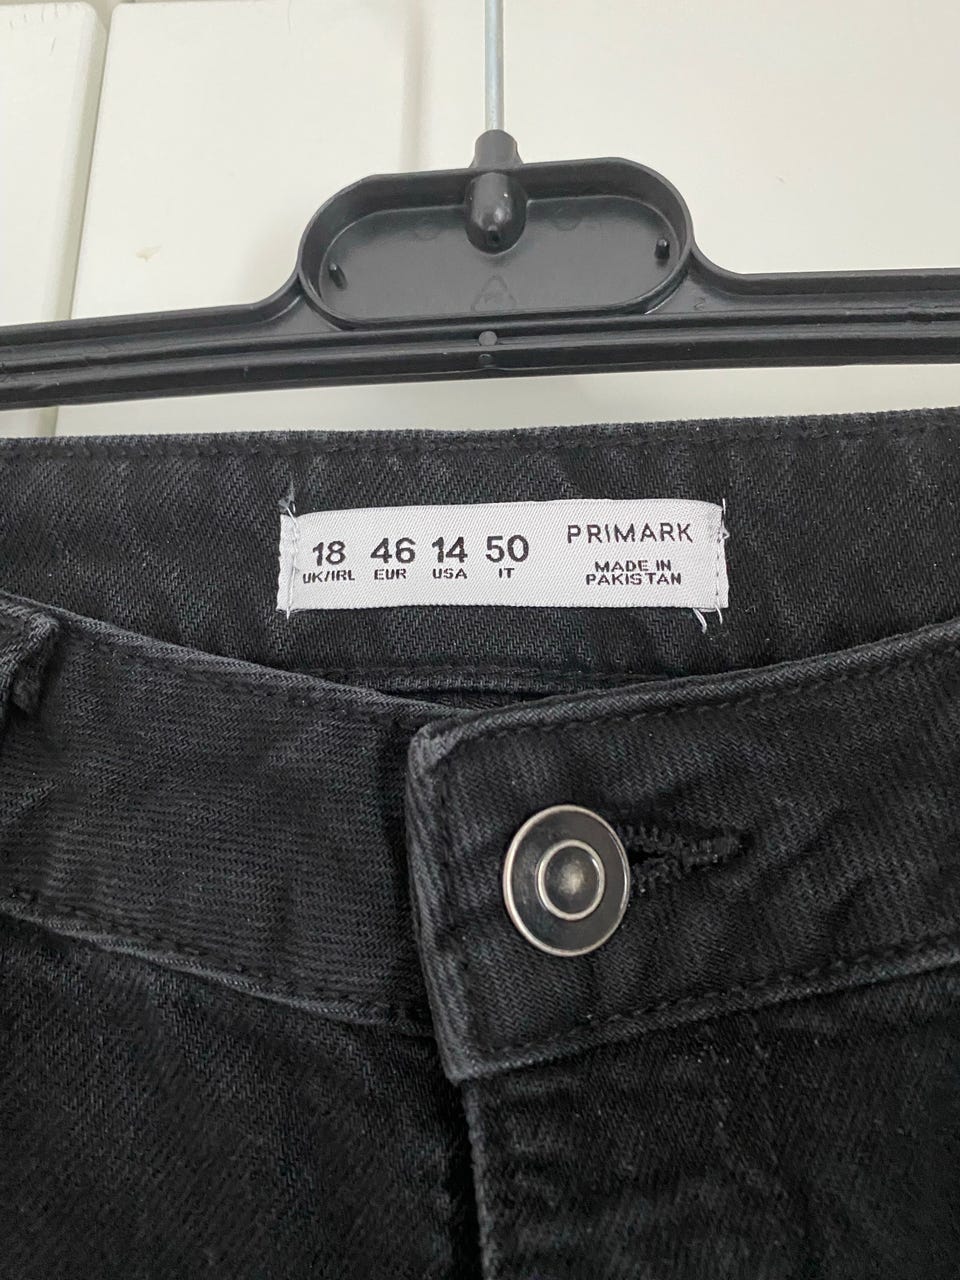 18 46 14 50 PRIMARK
UK/IRL EUR USA IT MADE IN
PAKISTAN